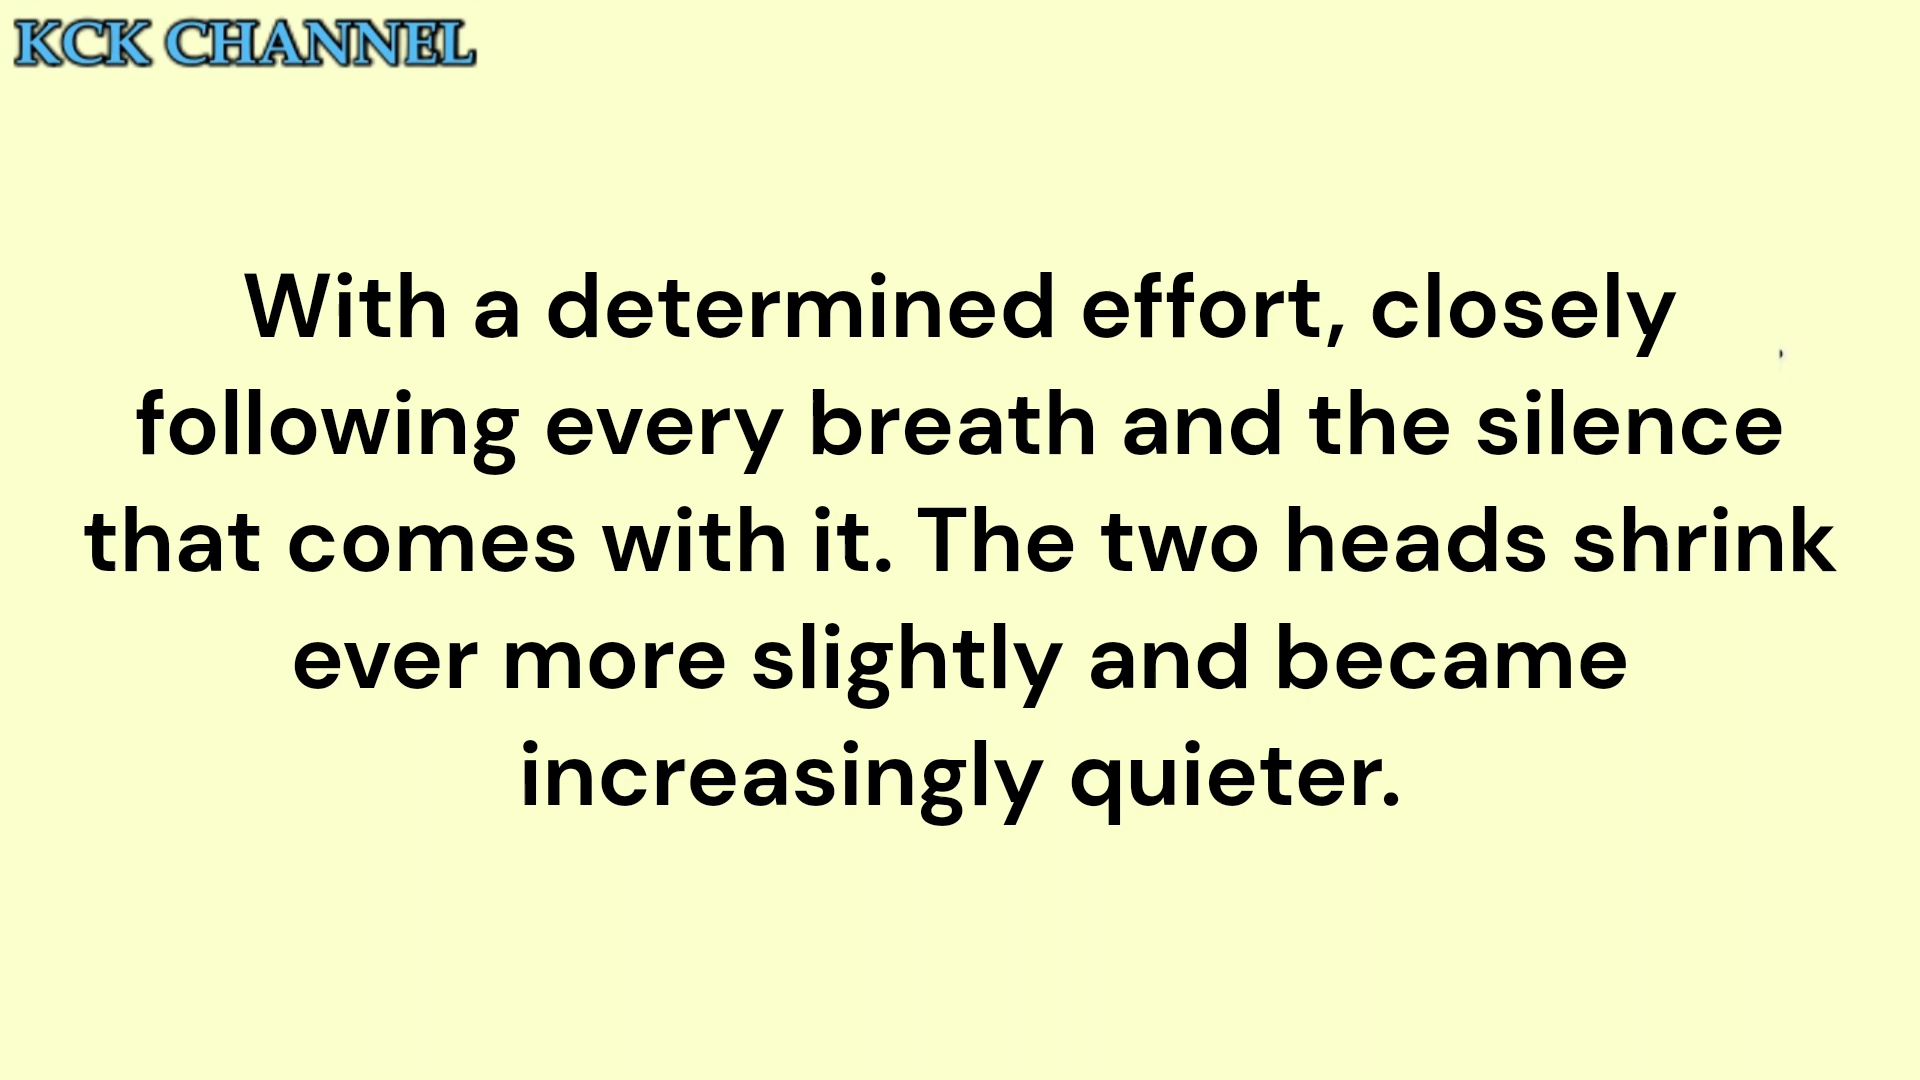 KCK CHANNEL
With a determined effort, closely
following every breath and the silence
that comes with it. The two heads shrink
ever more slightly and became
increasingly quieter.